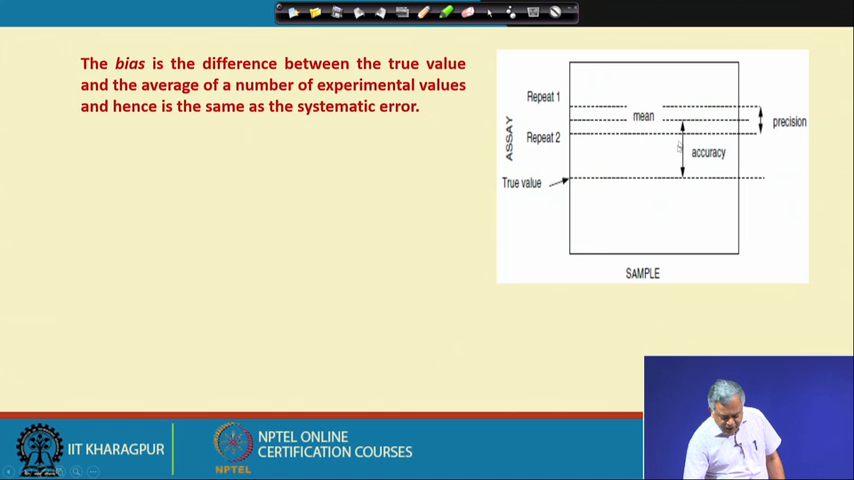 The bias is the difference between the true value
and the average of a number of experimental values
and hence is the same as the systematic error.
Repeat 1
mean
precision
ASSAY
Repeat 2
accuracy
True value
SAMPLE
IIT KHARAGPUR
NPTEL
NPTEL ONLINE
CERTIFICATION COURSES